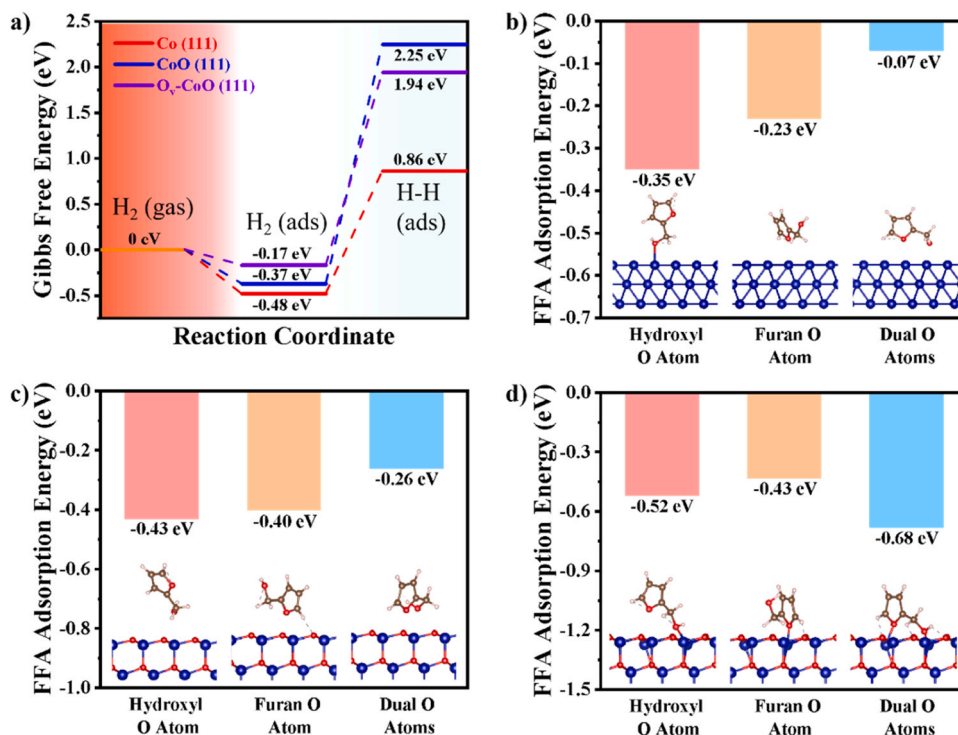 a)
Gibbs Free Energy (eV)
2.5
2.0
1.5
1.0
0.5
0.0
-0.5
Co (111)
CoO (111)
Ov-CoO (111)
H2 (gas)
0 eV
H2 (ads)
-0.17 eV
-0.37 eV
-0.48 eV
2.25 eV
1.94 eV
0.86 eV
H-H
(ads)
Reaction Coordinate
b)
FFA Adsorption Energy (eV)
0.0
-0.1
-0.2
-0.3
-0.4
-0.5
-0.6
-0.7
-0.35 eV
-0.23 eV
-0.07 eV
Hydroxyl
O Atom
Furan O
Atom
Dual O
Atoms
c)
FFA Adsorption Energy (eV)
0.0
-0.2
-0.4
-0.6
-0.8
-1.0
-0.43 eV
-0.40 eV
-0.26 eV
Hydroxyl
O Atom
Furan O
Atom
Dual O
Atoms
d)
FFA Adsorption Energy (eV)
0.0
-0.3
-0.6
-0.9
-1.2
-1.5
-0.52 eV
-0.43 eV
-0.68 eV
Hydroxyl
O Atom
Furan O
Atom
Dual O
Atoms